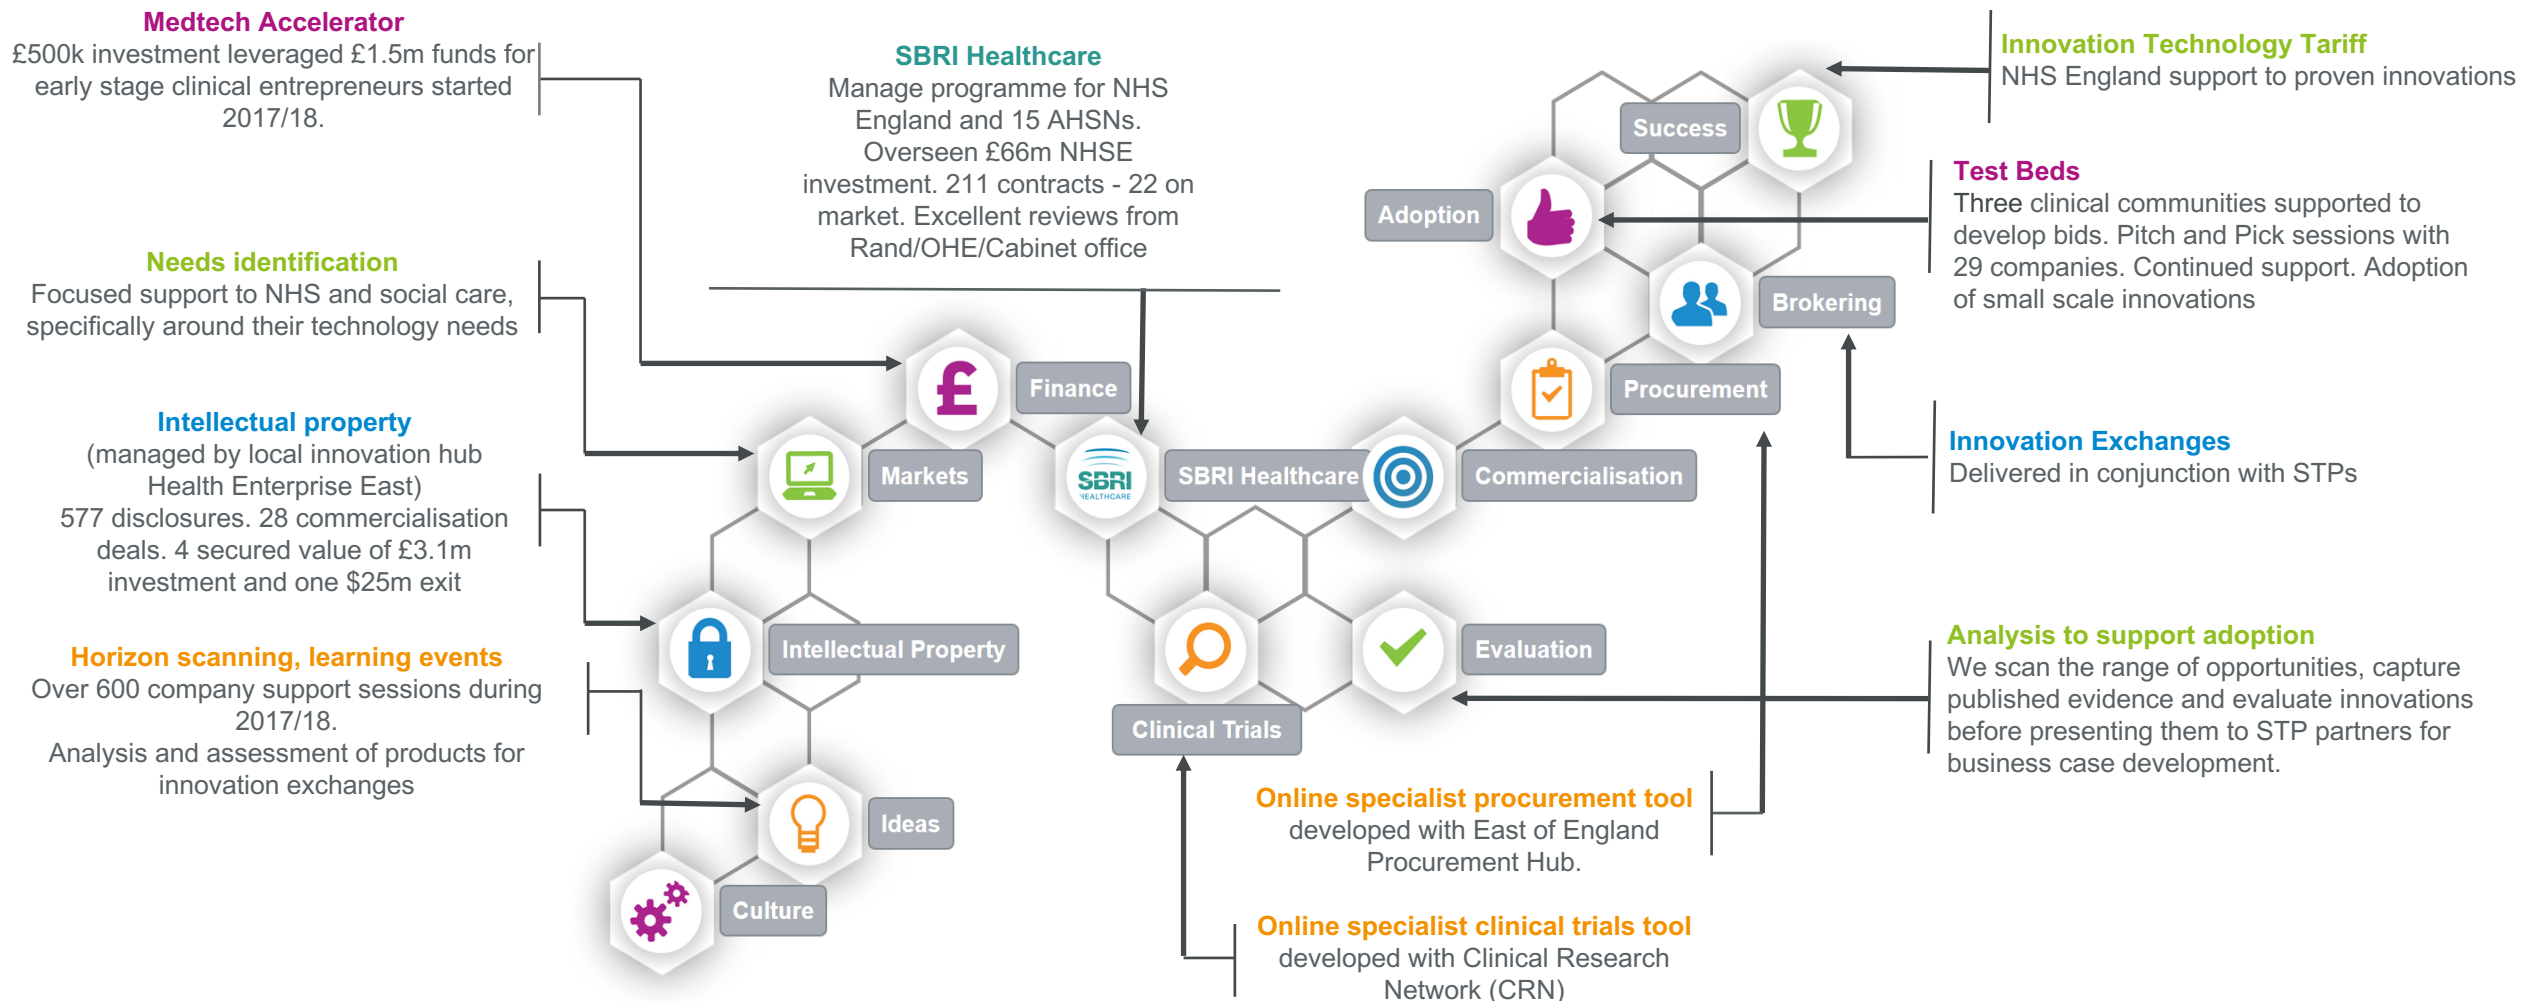 Medtech Accelerator
£500k investment leveraged £1.5m funds for
early stage clinical entrepreneurs started
2017/18.
Needs identification
Focused support to NHS and social care,
specifically around their technology needs
Intellectual property
(managed by local innovation hub
Health Enterprise East)
577 disclosures. 28 commercialisation
deals. 4 secured value of £3.1m
investment and one $25m exit
Horizon scanning, learning events
Over 600 company support sessions during
2017/18.
Analysis and assessment of products for
innovation exchanges
SBRI Healthcare
Manage programme for NHS
England and 15 AHSNs.
Overseen £66m NHSE
investment. 211 contracts - 22 on
market. Excellent reviews from
Rand/OHE/Cabinet office
Success
Adoption
Brokering
Procurement
Finance
Markets
SBRI
HEALTHCARE
SBRI Healthcare
Commercialisation
Intellectual Property
Evaluation
Clinical Trials
Ideas
Culture
Innovation Technology Tariff
NHS England support to proven innovations
Test Beds
Three clinical communities supported to
develop bids. Pitch and Pick sessions with
29 companies. Continued support. Adoption
of small scale innovations
Innovation Exchanges
Delivered in conjunction with STPs
Analysis to support adoption
We scan the range of opportunities, capture
published evidence and evaluate innovations
before presenting them to STP partners for
business case development.
Online specialist procurement tool
developed with East of England
Procurement Hub.
Online specialist clinical trials tool
developed with Clinical Research
Network (CRN)